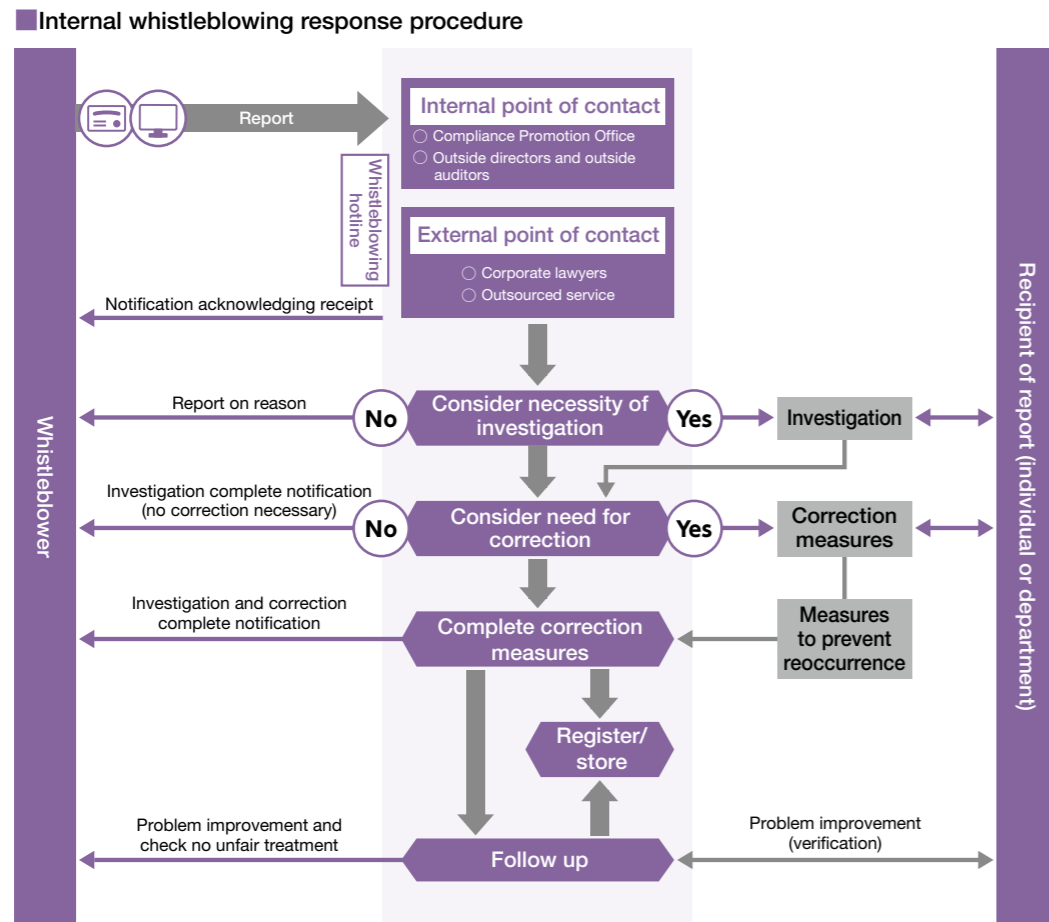 Internal whistleblowing response procedure
Report
Internal point of contact
○ Compliance Promotion Office
○ Outside directors and outside
auditors
Whistleblowing
hotline
External point of contact
○ Corporate lawyers
○ Outsourced service
Notification acknowledging receipt
Whistleblower
Recipient of report (individual or department)
Report on reason
No
Consider necessity of
investigation
Yes
Investigation
Investigation complete notification
(no correction necessary)
No
Consider need for
correction
Yes
Correction
measures
Investigation and correction
complete notification
Complete correction
measures
Measures
to prevent
reoccurrence
Register/
store
Problem improvement and
check no unfair treatment
Follow up
Problem improvement
(verification)